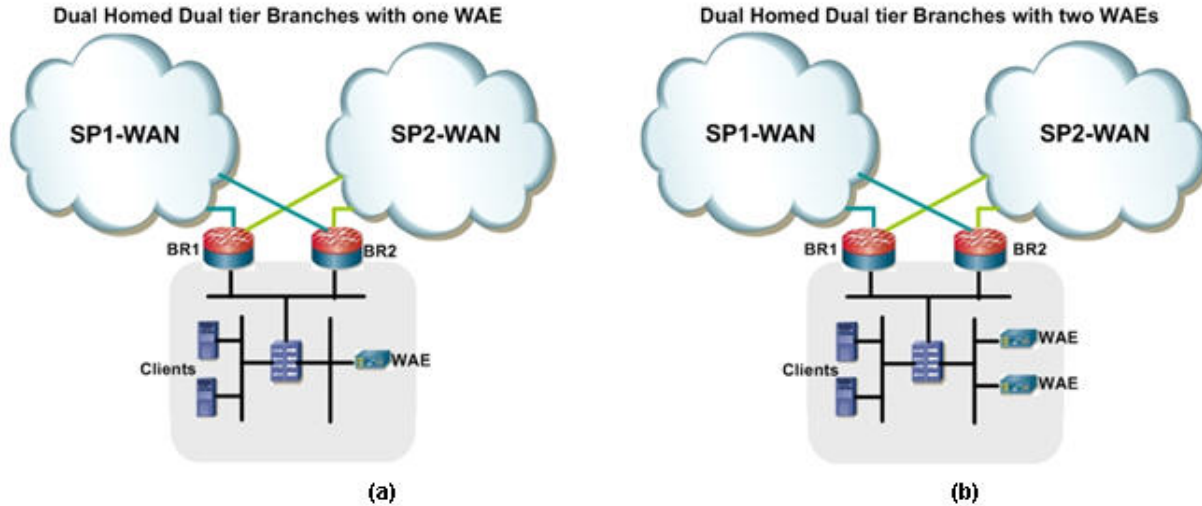 Dual Homed Dual tier Branches with one WAE
SP1-WAN
SP2-WAN
BR1
BR2
Clients
WAE
(a)
Dual Homed Dual tier Branches with two WAEs
SP1-WAN
SP2-WAN
BR1
BR2
Clients
WAE
WAE
(b)